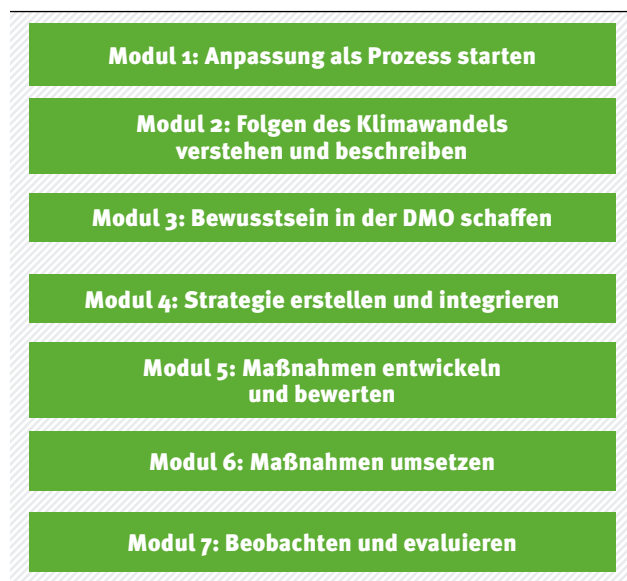 Modul 1: Anpassung als Prozess starten
Modul 2: Folgen des Klimawandels
verstehen und beschreiben
Modul 3: Bewusstsein in der DMO schaffen
Modul 4: Strategie erstellen und integrieren
Modul 5: Maßnahmen entwickeln
und bewerten
Modul 6: Maßnahmen umsetzen
Modul 7: Beobachten und evaluieren